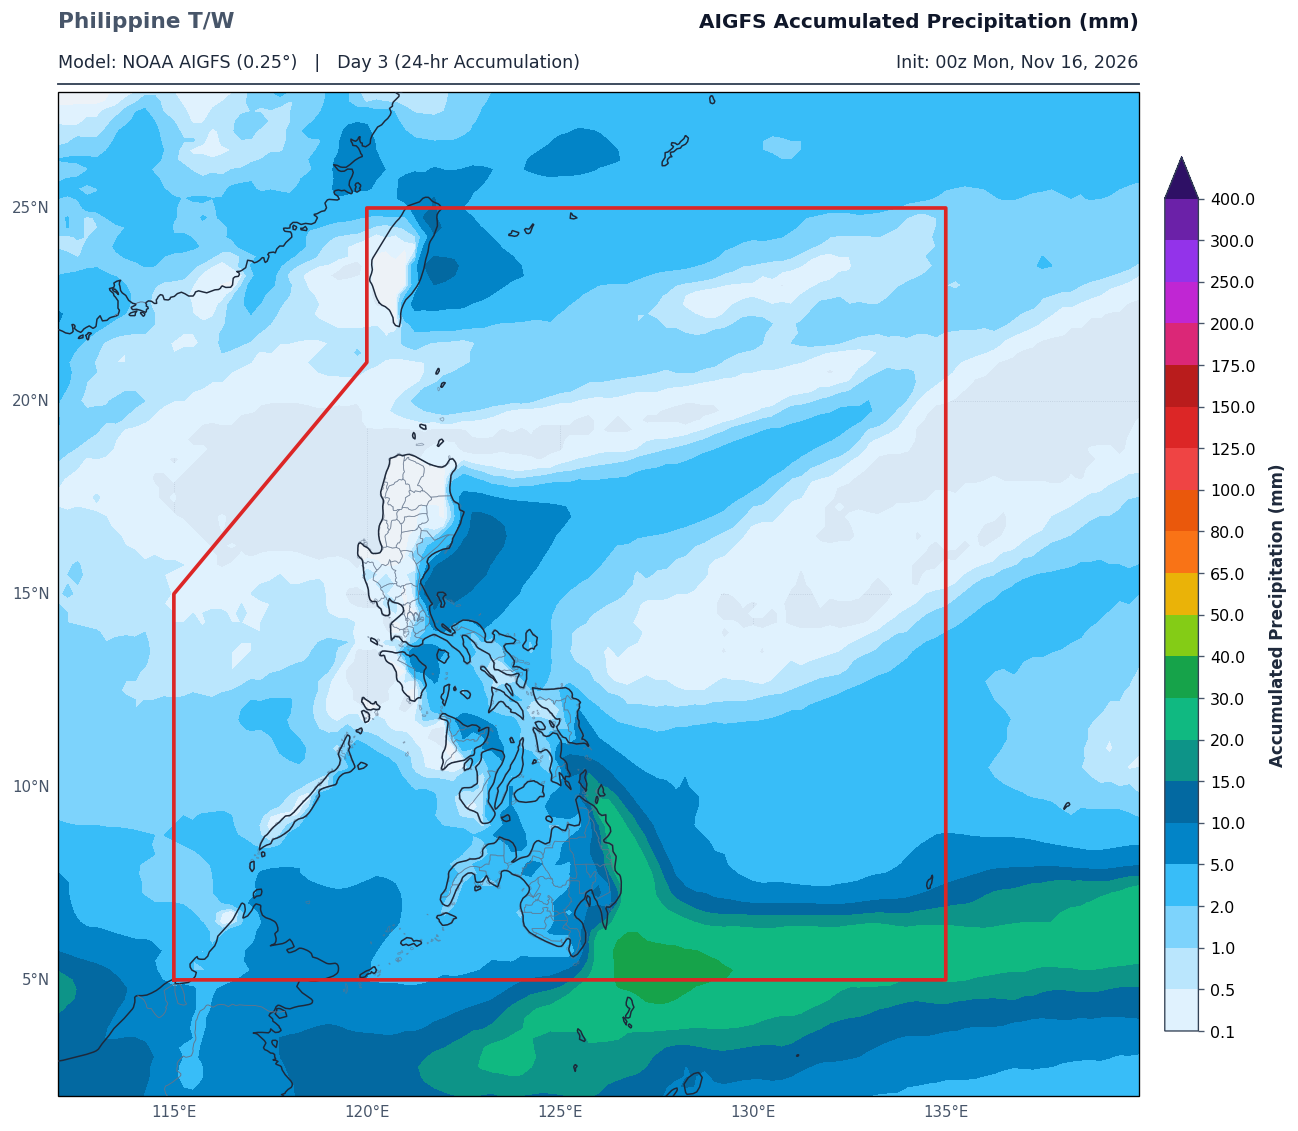 Philippine T/W
AIGFS Accumulated Precipitation (mm)
Model: NOAA AIGFS (0.25°) | Day 3 (24-hr Accumulation)
Init: 00z Mon, Nov 16, 2026
25°N
20°N
15°N
10°N
5°N
115°E
120°E
125°E
130°E
135°E
400.0
300.0
250.0
200.0
175.0
150.0
125.0
100.0
80.0
65.0
50.0
40.0
30.0
20.0
15.0
10.0
5.0
2.0
1.0
0.5
0.1
Accumulated Precipitation (mm)